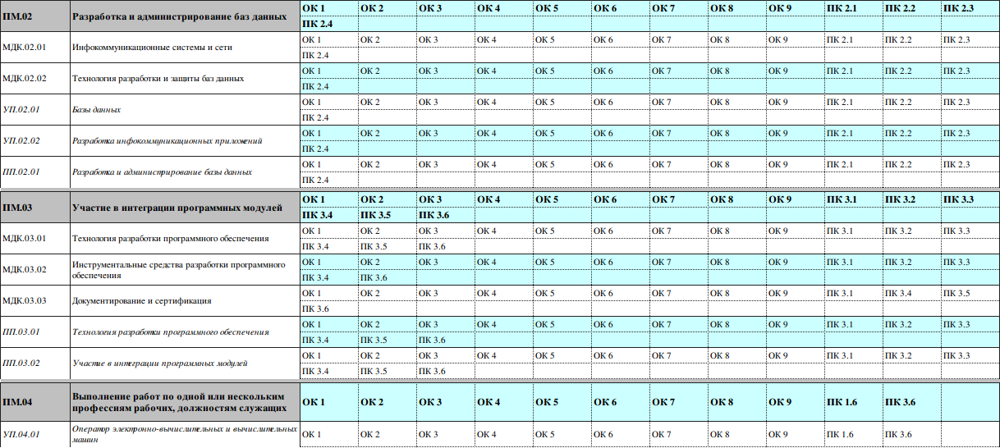 ПМ.02 Разработка и администрирование баз данных ОК 1 ОК 2 ОК 3 ОК 4 ОК 5 ОК 6 ОК 7 ОК 8 ОК 9 ПК 2.1 ПК 2.2 ПК 2.3
ПК 2.4
МДК.02.01 Инфокоммуникационные системы и сети ОК 1 ОК 2 ОК 3 ОК 4 ОК 5 ОК 6 ОК 7 ОК 8 ОК 9 ПК 2.1 ПК 2.2 ПК 2.3
ПК 2.4
МДК.02.02 Технология разработки и защиты баз данных ОК 1 ОК 2 ОК 3 ОК 4 ОК 5 ОК 6 ОК 7 ОК 8 ОК 9 ПК 2.1 ПК 2.2 ПК 2.3
ПК 2.4
УП.02.01 Базы данных ОК 1 ОК 2 ОК 3 ОК 4 ОК 5 ОК 6 ОК 7 ОК 8 ОК 9 ПК 2.1 ПК 2.2 ПК 2.3
ПК 2.4
УП.02.02 Разработка инфокоммуникационных приложений ОК 1 ОК 2 ОК 3 ОК 4 ОК 5 ОК 6 ОК 7 ОК 8 ОК 9 ПК 2.1 ПК 2.2 ПК 2.3
ПК 2.4
ПП.02.01 Разработка и администрирование базы данных ОК 1 ОК 2 ОК 3 ОК 4 ОК 5 ОК 6 ОК 7 ОК 8 ОК 9 ПК 2.1 ПК 2.2 ПК 2.3
ПК 2.4
ПМ.03 Участие в интеграции программных модулей ОК 1 ОК 2 ОК 3 ОК 4 ОК 5 ОК 6 ОК 7 ОК 8 ОК 9 ПК 3.1 ПК 3.2 ПК 3.3
ПК 3.4 ПК 3.5 ПК 3.6
МДК.03.01 Технология разработки программного обеспечения ОК 1 ОК 2 ОК 3 ОК 4 ОК 5 ОК 6 ОК 7 ОК 8 ОК 9 ПК 3.1 ПК 3.2 ПК 3.3
ПК 3.4 ПК 3.5 ПК 3.6
МДК.03.02 Инструментальные средства разработки программного ОК 1 ОК 2 ОК 3 ОК 4 ОК 5 ОК 6 ОК 7 ОК 8 ОК 9 ПК 3.1 ПК 3.2 ПК 3.3
обеспечения ПК 3.4 ПК 3.6
МДК.03.03 Документирование и сертификация ОК 1 ОК 2 ОК 3 ОК 4 ОК 5 ОК 6 ОК 7 ОК 8 ОК 9 ПК 3.1 ПК 3.4 ПК 3.5
ПК 3.6
ПП.03.01 Технология разработки программного обеспечения ОК 1 ОК 2 ОК 3 ОК 4 ОК 5 ОК 6 ОК 7 ОК 8 ОК 9 ПК 3.1 ПК 3.2 ПК 3.3
ПК 3.4 ПК 3.5 ПК 3.6
ПП.03.02 Участие в интеграции программных модулей ОК 1 ОК 2 ОК 3 ОК 4 ОК 5 ОК 6 ОК 7 ОК 8 ОК 9 ПК 3.1 ПК 3.2 ПК 3.3
ПК 3.4 ПК 3.5 ПК 3.6
ПМ.04 Выполнение работ по одной или нескольким
профессиям рабочих, должностям служащих ОК 1 ОК 2 ОК 3 ОК 4 ОК 5 ОК 6 ОК 7 ОК 8 ОК 9 ПК 1.6 ПК 3.6
УП.04.01 Оператор электронно-вычислительных и вычислительных
машин ОК 1 ОК 2 ОК 3 ОК 4 ОК 5 ОК 6 ОК 7 ОК 8 ОК 9 ПК 1.6 ПК 3.6